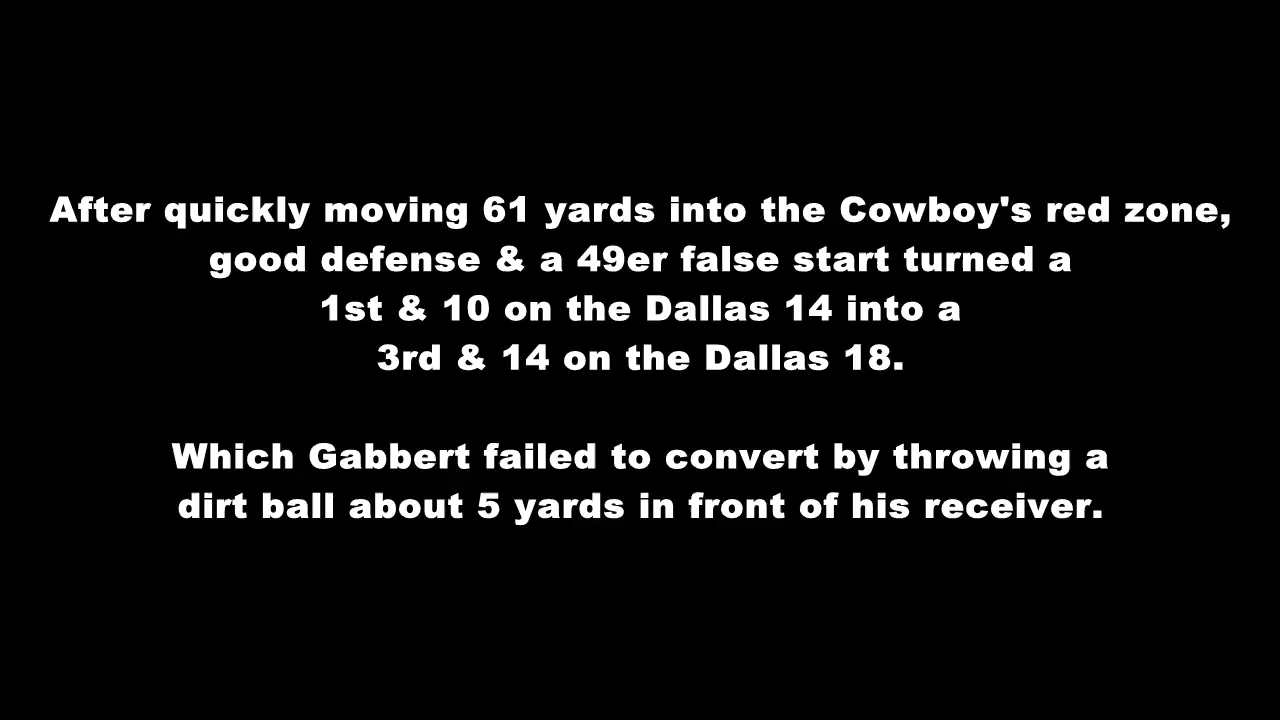 After quickly moving 61 yards into the Cowboy's red zone,
good defense & a 49er false start turned a
1st & 10 on the Dallas 14 into a
3rd & 14 on the Dallas 18.
Which Gabbert failed to convert by throwing a
dirt ball about 5 yards in front of his receiver.